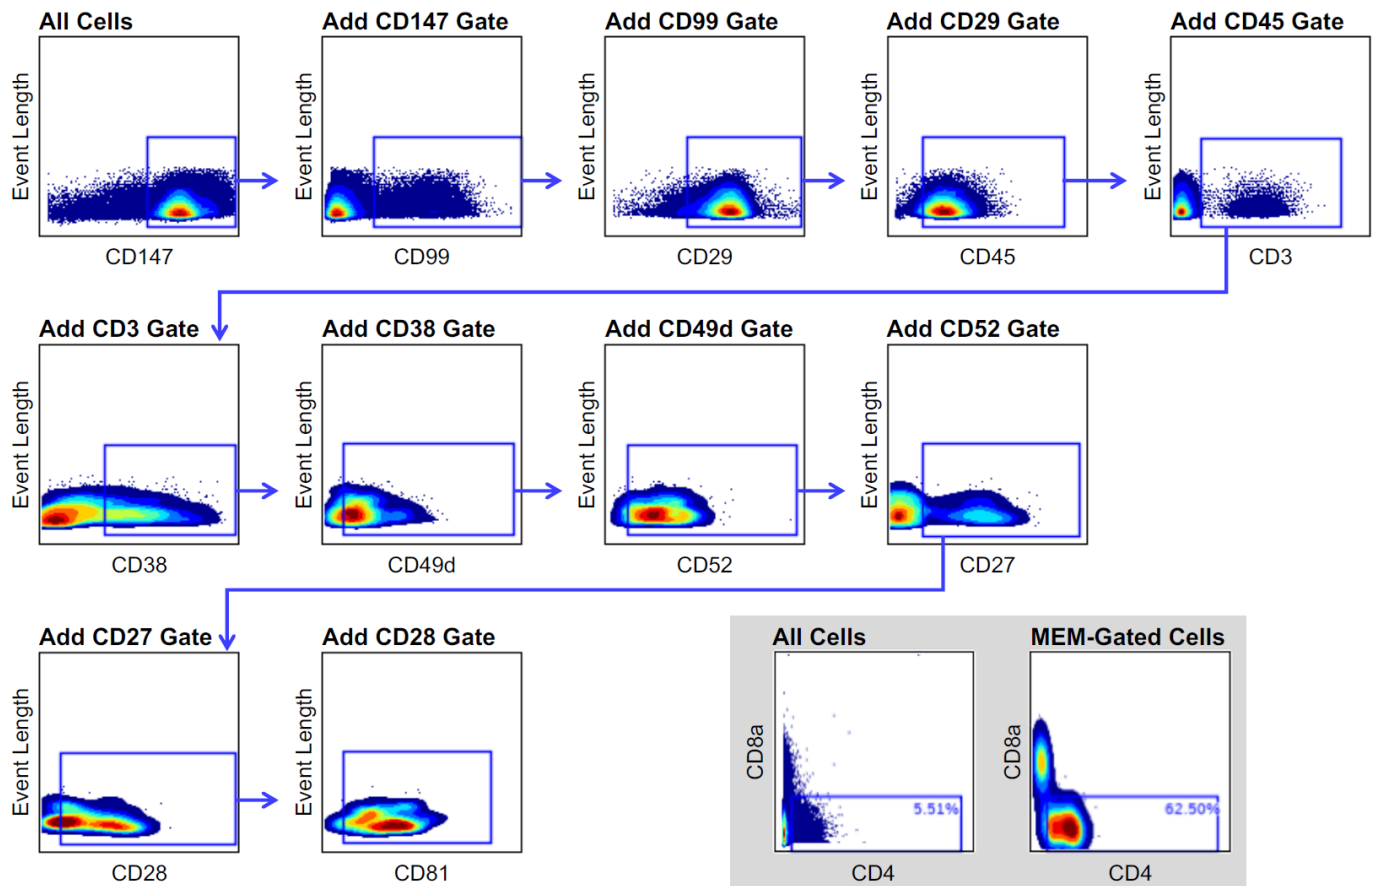 All Cells
Add CD147 Gate
Add CD99 Gate
Add CD29 Gate
Add CD45 Gate
Event Length
Event Length
Event Length
Event Length
Event Length
CD147
CD99
CD29
CD45
CD3
Add CD3 Gate
Add CD38 Gate
Add CD49d Gate
Add CD52 Gate
Event Length
Event Length
Event Length
Event Length
CD38
CD49d
CD52
CD27
Add CD27 Gate
Add CD28 Gate
All Cells
MEM-Gated Cells
Event Length
Event Length
CD8a
CD8a
5.51%
62.50%
CD28
CD81
CD4
CD4